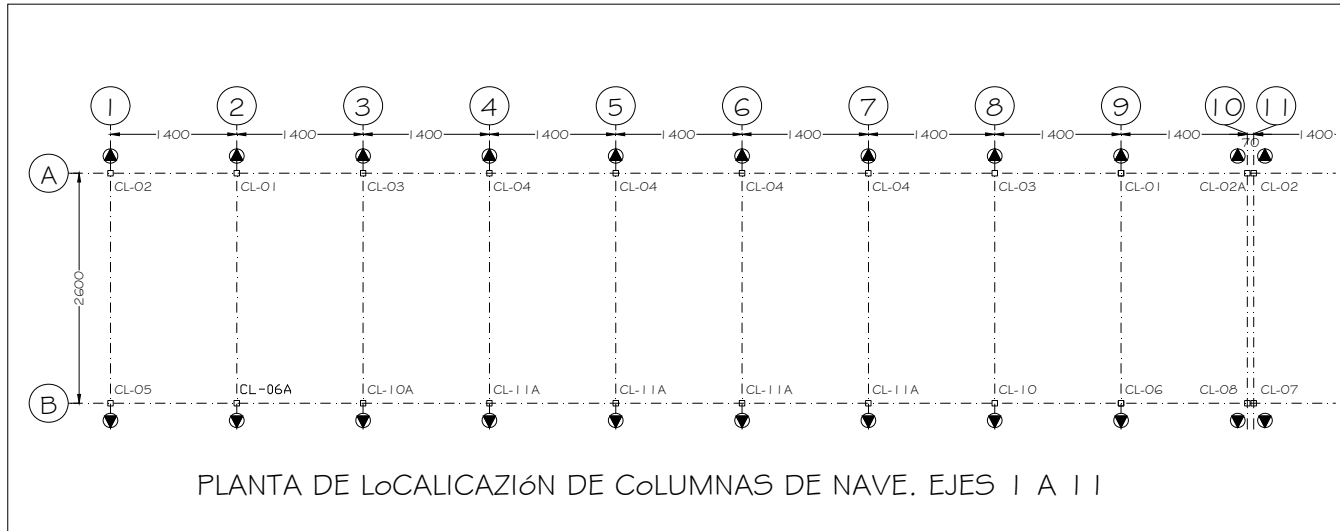 1 2 3 4 5 6 7 8 9 10 11
1400 1400 1400 1400 1400 1400 1400 1400 1400 1400
70
A
CL-02 CL-01 CL-03 CL-04 CL-04 CL-04 CL-04 CL-03 CL-01 CL-02A CL-02
2600
CL-05 CL-06A CL-10A CL-11A CL-11A CL-11A CL-11A CL-10 CL-06 CL-08 CL-07
B
PLANTA DE LoCALICAZIóN DE CoLUMNAS DE NAVE. EJES 1 A 11